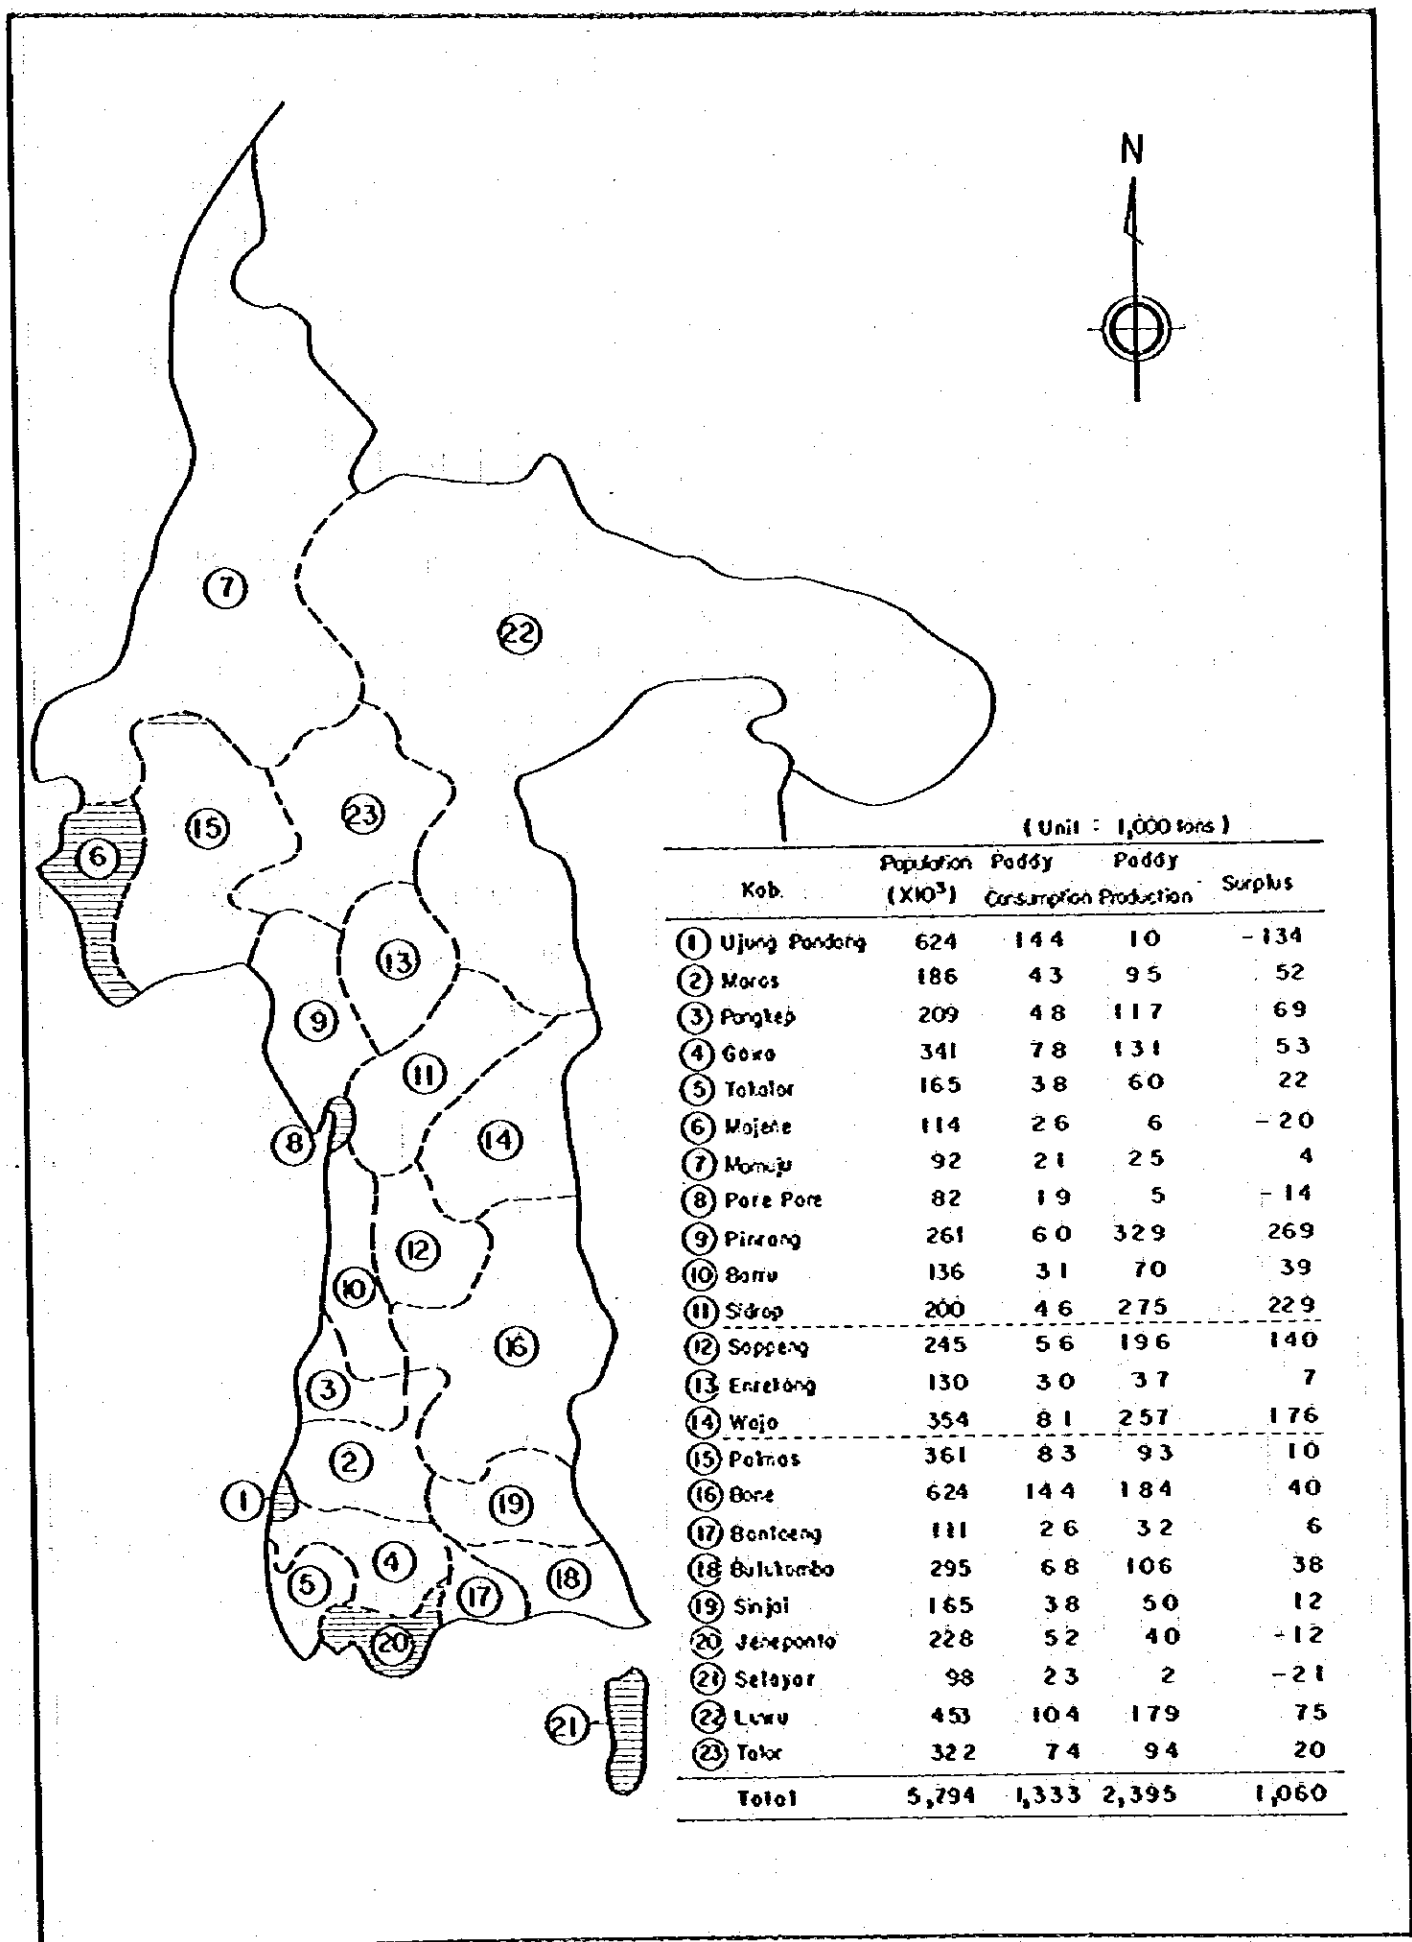 N
7
22
15
23
6
13
9
11
8
14
12
10
16
3
2
1
19
4
5
17
18
20
21
(Unit : 1,000 tons)
Kab. Population (X10³) Paddy Consumption Paddy Production Surplus
1 Ujung Pandang 624 144 10 -134
2 Maros 186 43 95 52
3 Pangkep 209 48 117 69
4 Gowa 341 78 131 53
5 Takalar 165 38 60 22
6 Majene 114 26 6 -20
7 Mamuju 92 21 25 4
8 Pare Pare 82 19 5 -14
9 Pinrang 261 60 329 269
10 Barru 136 31 70 39
11 Sidrap 200 46 275 229
12 Soppeng 245 56 196 140
13 Enrekang 130 30 37 7
14 Wajo 354 81 257 176
15 Polmas 361 83 93 10
16 Bone 624 144 184 40
17 Bantaeng 111 26 32 6
18 Bulukumba 295 68 106 38
19 Sinjai 165 38 50 12
20 Jeneponto 228 52 40 -12
21 Selayar 98 23 2 -21
22 Luwu 453 104 179 75
23 Tator 322 74 94 20
Total 5,794 1,333 2,395 1,060